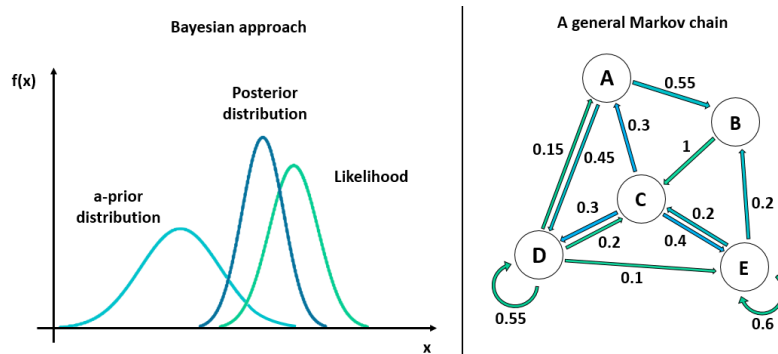 Bayesian approach
f(x)
Posterior
distribution
Likelihood
a-prior
distribution
x
A general Markov chain
A
0.55
B
0.15
0.45
0.3
1
C
0.3
0.2
0.2
0.4
0.2
D
E
0.1
0.55
0.6